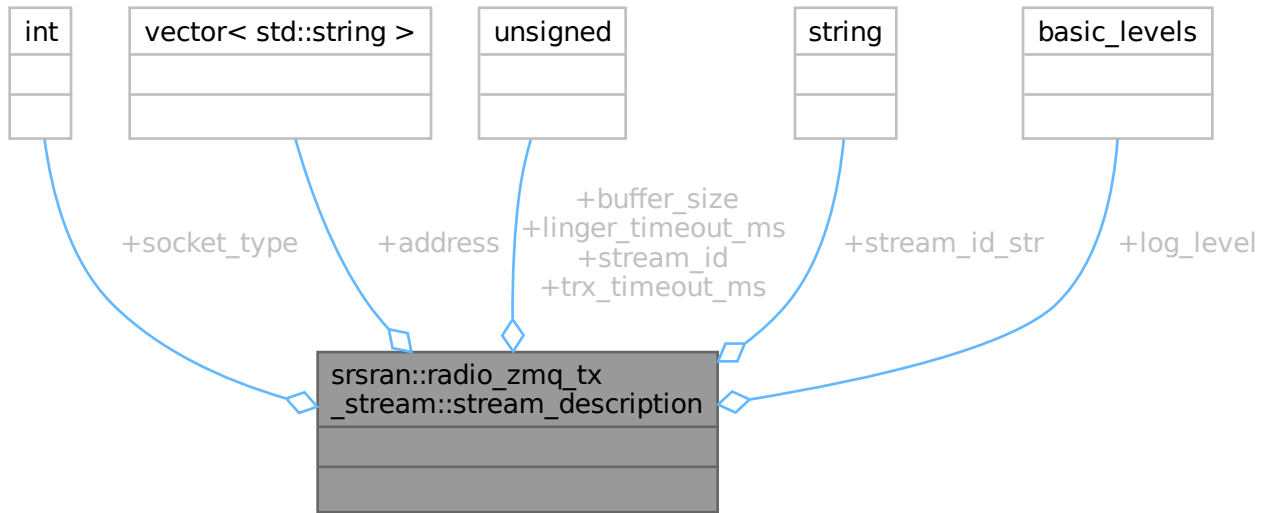 int
vector< std::string >
unsigned
string
basic_levels
+socket_type
+address
+buffer_size
+linger_timeout_ms
+stream_id
+trx_timeout_ms
+stream_id_str
+log_level
srsran::radio_zmq_tx
_stream::stream_description